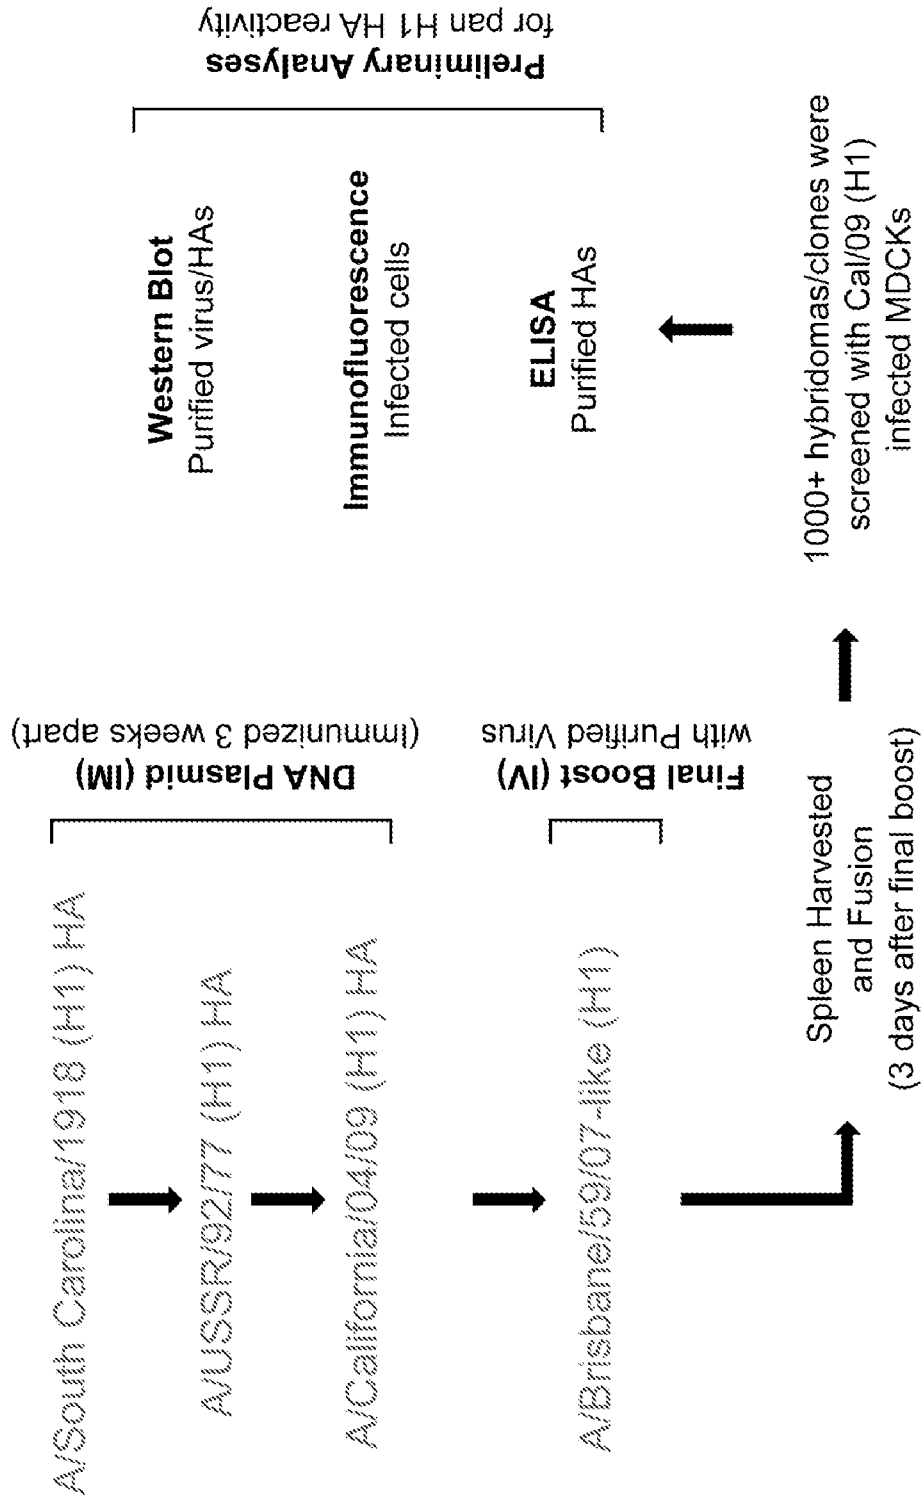 A/South Carolina/1918 (H1) HA
A/USSR/92/77 (H1) HA
A/California/04/09 (H1) HA
DNA Plasmid (IM)
(Immunized 3 weeks apart)
A/Brisbane/59/07-like (H1)
Final Boost (IV)
with Purified Virus
Spleen Harvested
and Fusion
(3 days after final boost)
1000+ hybridomas/clones were
screened with Cal/09 (H1)
infected MDCKs
Western Blot
Purified virus/HAs
Immunofluorescence
Infected cells
ELISA
Purified HAs
Preliminary Analyses
for pan H1 HA reactivity